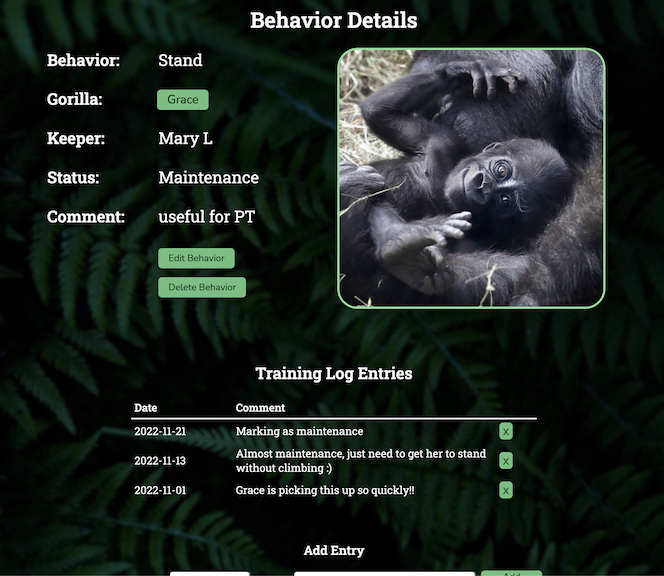 Behavior Details
Behavior: Stand
Gorilla: Grace
Keeper: Mary L
Status: Maintenance
Comment: useful for PT
Edit Behavior
Delete Behavior
Training Log Entries
Date Comment
2022-11-21 Marking as maintenance X
2022-11-13 Almost maintenance, just need to get her to stand
without climbing :) X
2022-11-01 Grace is picking this up so quickly!! X
Add Entry
Add